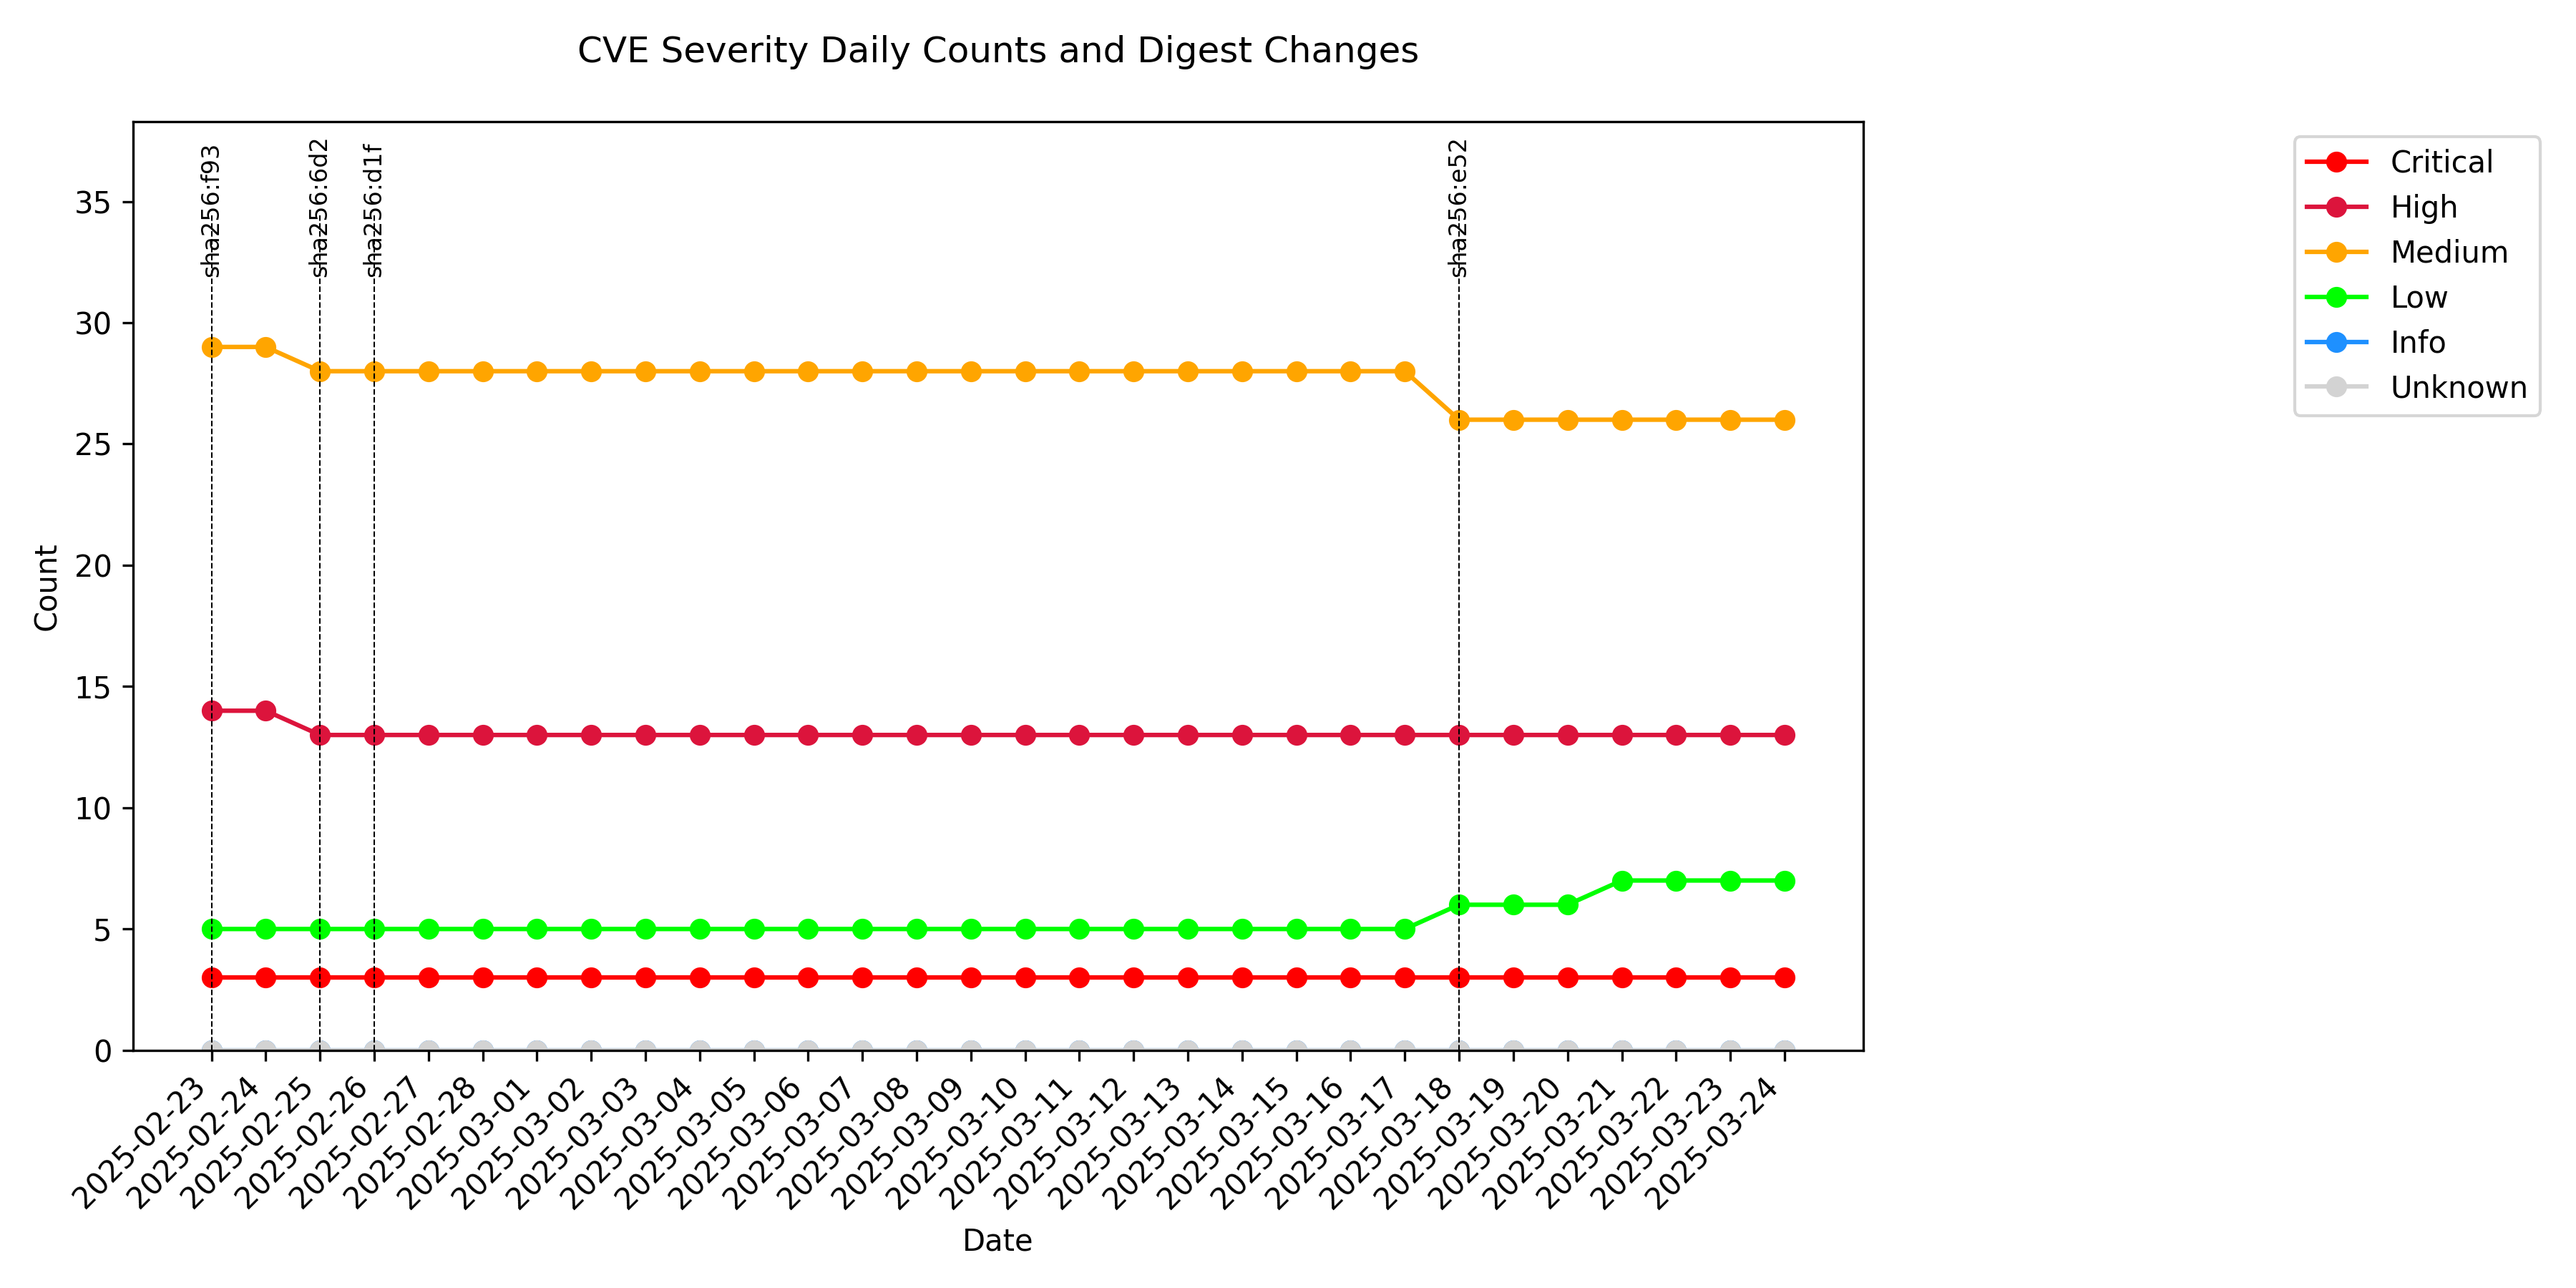 CVE Severity Daily Counts and Digest Changes
sha256:f93
sha256:6d2
sha256:d1f
sha256:e52
Critical
High
Medium
Low
Info
Unknown
Count
35
30
25
20
15
10
5
0
2025-02-23
2025-02-24
2025-02-25
2025-02-26
2025-02-27
2025-02-28
2025-03-01
2025-03-02
2025-03-03
2025-03-04
2025-03-05
2025-03-06
2025-03-07
2025-03-08
2025-03-09
2025-03-10
2025-03-11
2025-03-12
2025-03-13
2025-03-14
2025-03-15
2025-03-16
2025-03-17
2025-03-18
2025-03-19
2025-03-20
2025-03-21
2025-03-22
2025-03-23
2025-03-24
Date